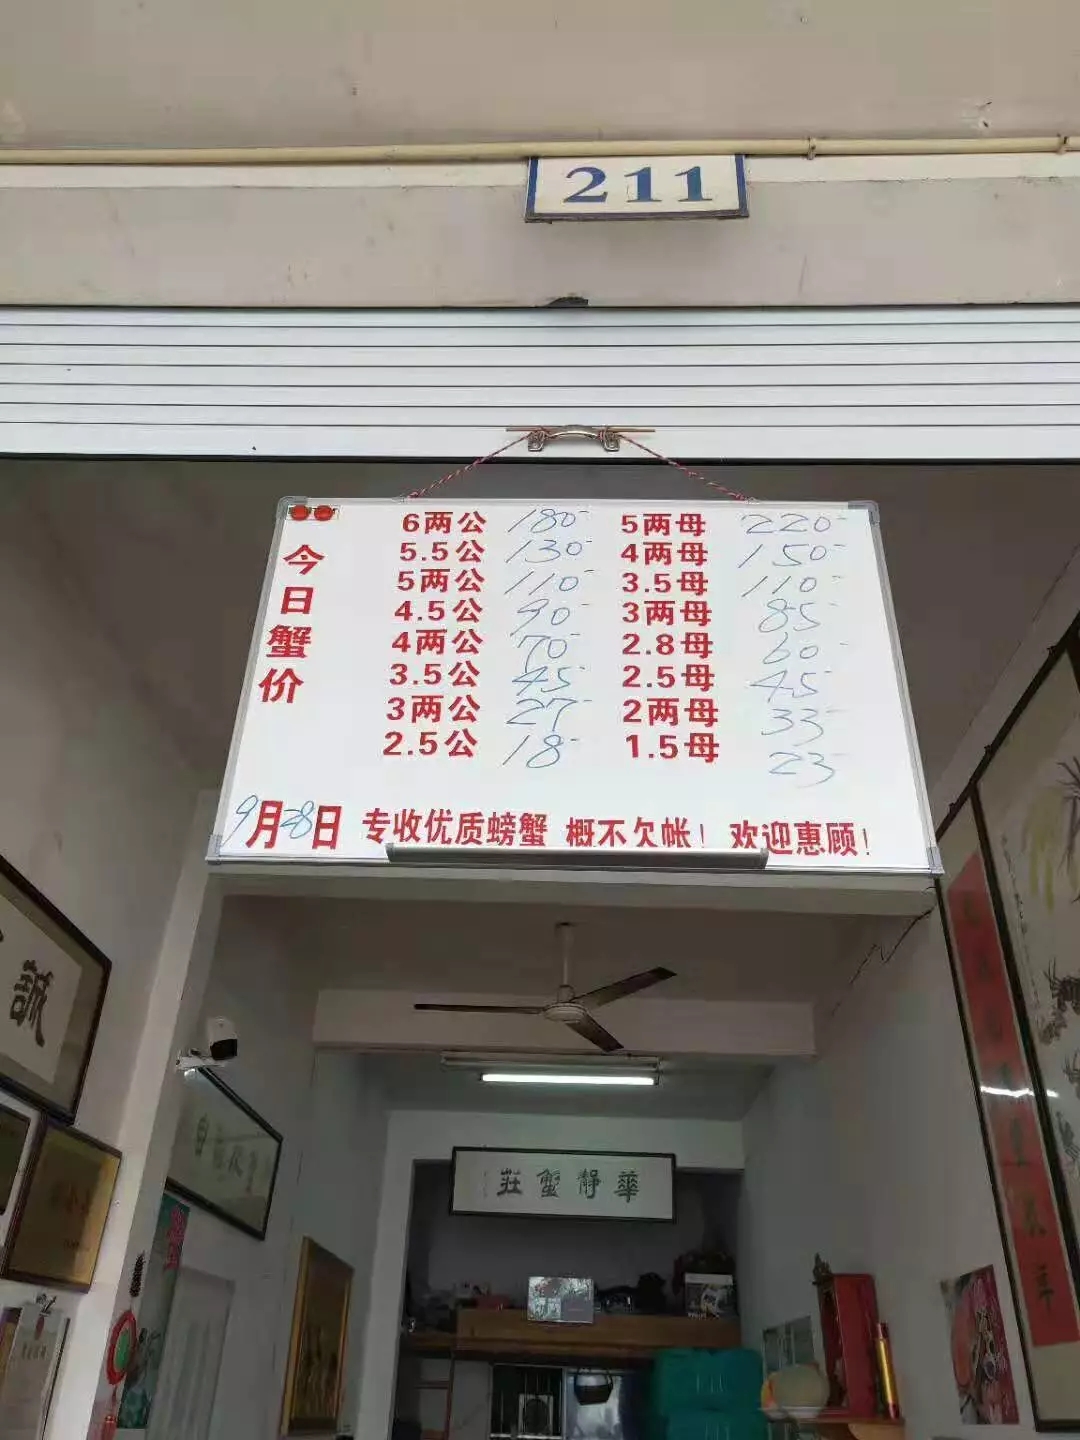 211
今日蟹价
6两公 180-
5两母 220-
5.5公 130-
4两母 150-
5两公 110-
3.5母 110-
4.5公 90-
3两母 85-
4两公 70-
2.8母 60-
3.5公 45-
2.5母 45-
3两公 27-
2两母 33-
2.5公 18-
1.5母 23-
9月28日 专收优质螃蟹 概不欠帐！欢迎惠顾！
誠信
華靜蟹莊